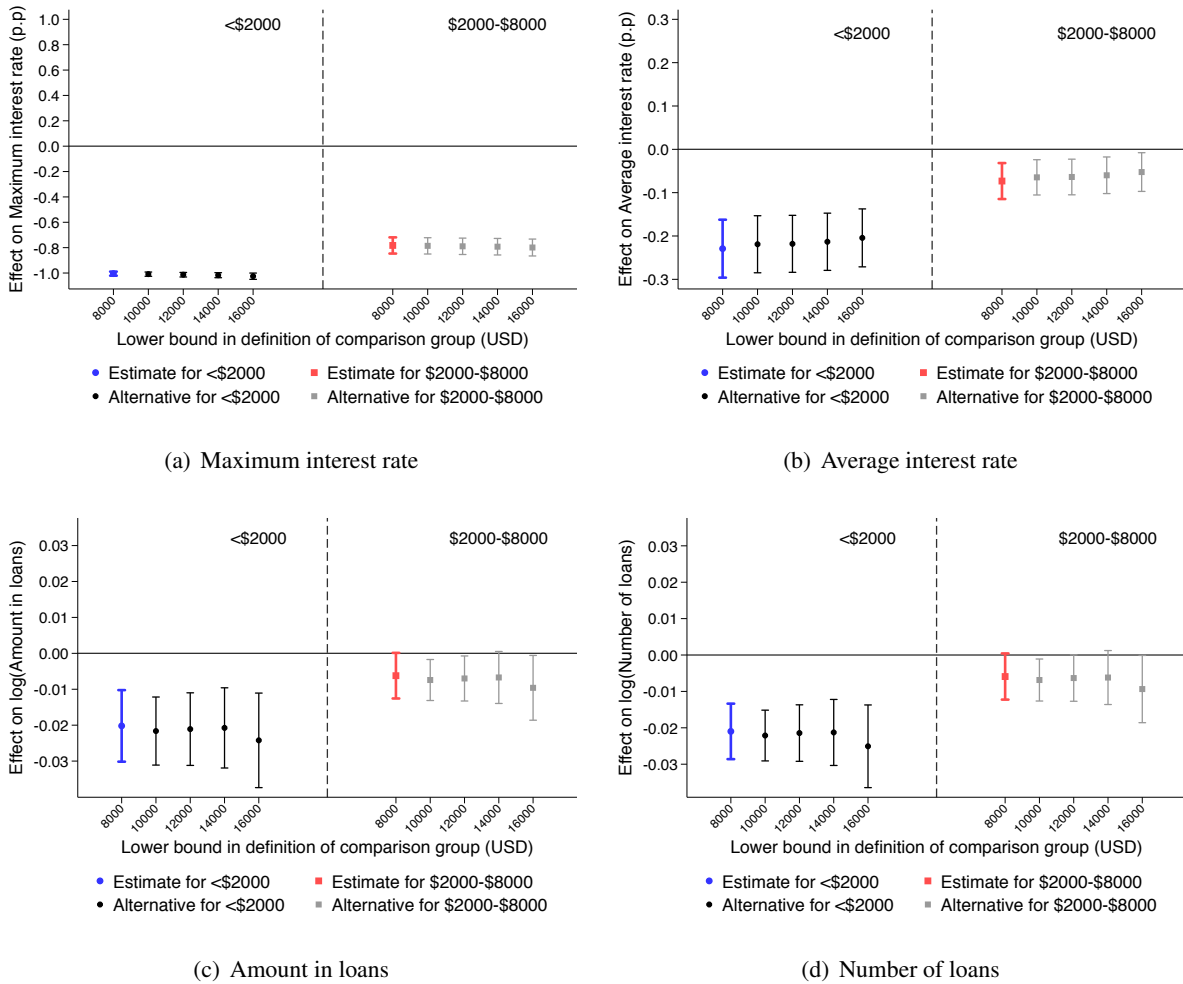 Effect on Maximum interest rate (p.p)
1.0
0.8
0.6
0.4
0.2
0.0
-0.2
-0.4
-0.6
-0.8
-1.0
<$2000
$2000-$8000
8000 10000 12000 14000 16000 8000 10000 12000 14000 16000
Lower bound in definition of comparison group (USD)
Estimate for <$2000 Estimate for $2000-$8000
Alternative for <$2000 Alternative for $2000-$8000
(a) Maximum interest rate
Effect on Average interest rate (p.p)
0.3
0.2
0.1
0.0
-0.1
-0.2
-0.3
<$2000
$2000-$8000
8000 10000 12000 14000 16000 8000 10000 12000 14000 16000
Lower bound in definition of comparison group (USD)
Estimate for <$2000 Estimate for $2000-$8000
Alternative for <$2000 Alternative for $2000-$8000
(b) Average interest rate
Effect on log(Amount in loans)
0.03
0.02
0.01
0.00
-0.01
-0.02
-0.03
<$2000
$2000-$8000
8000 10000 12000 14000 16000 8000 10000 12000 14000 16000
Lower bound in definition of comparison group (USD)
Estimate for <$2000 Estimate for $2000-$8000
Alternative for <$2000 Alternative for $2000-$8000
(c) Amount in loans
Effect on log(Number of loans)
0.03
0.02
0.01
0.00
-0.01
-0.02
-0.03
<$2000
$2000-$8000
8000 10000 12000 14000 16000 8000 10000 12000 14000 16000
Lower bound in definition of comparison group (USD)
Estimate for <$2000 Estimate for $2000-$8000
Alternative for <$2000 Alternative for $2000-$8000
(d) Number of loans